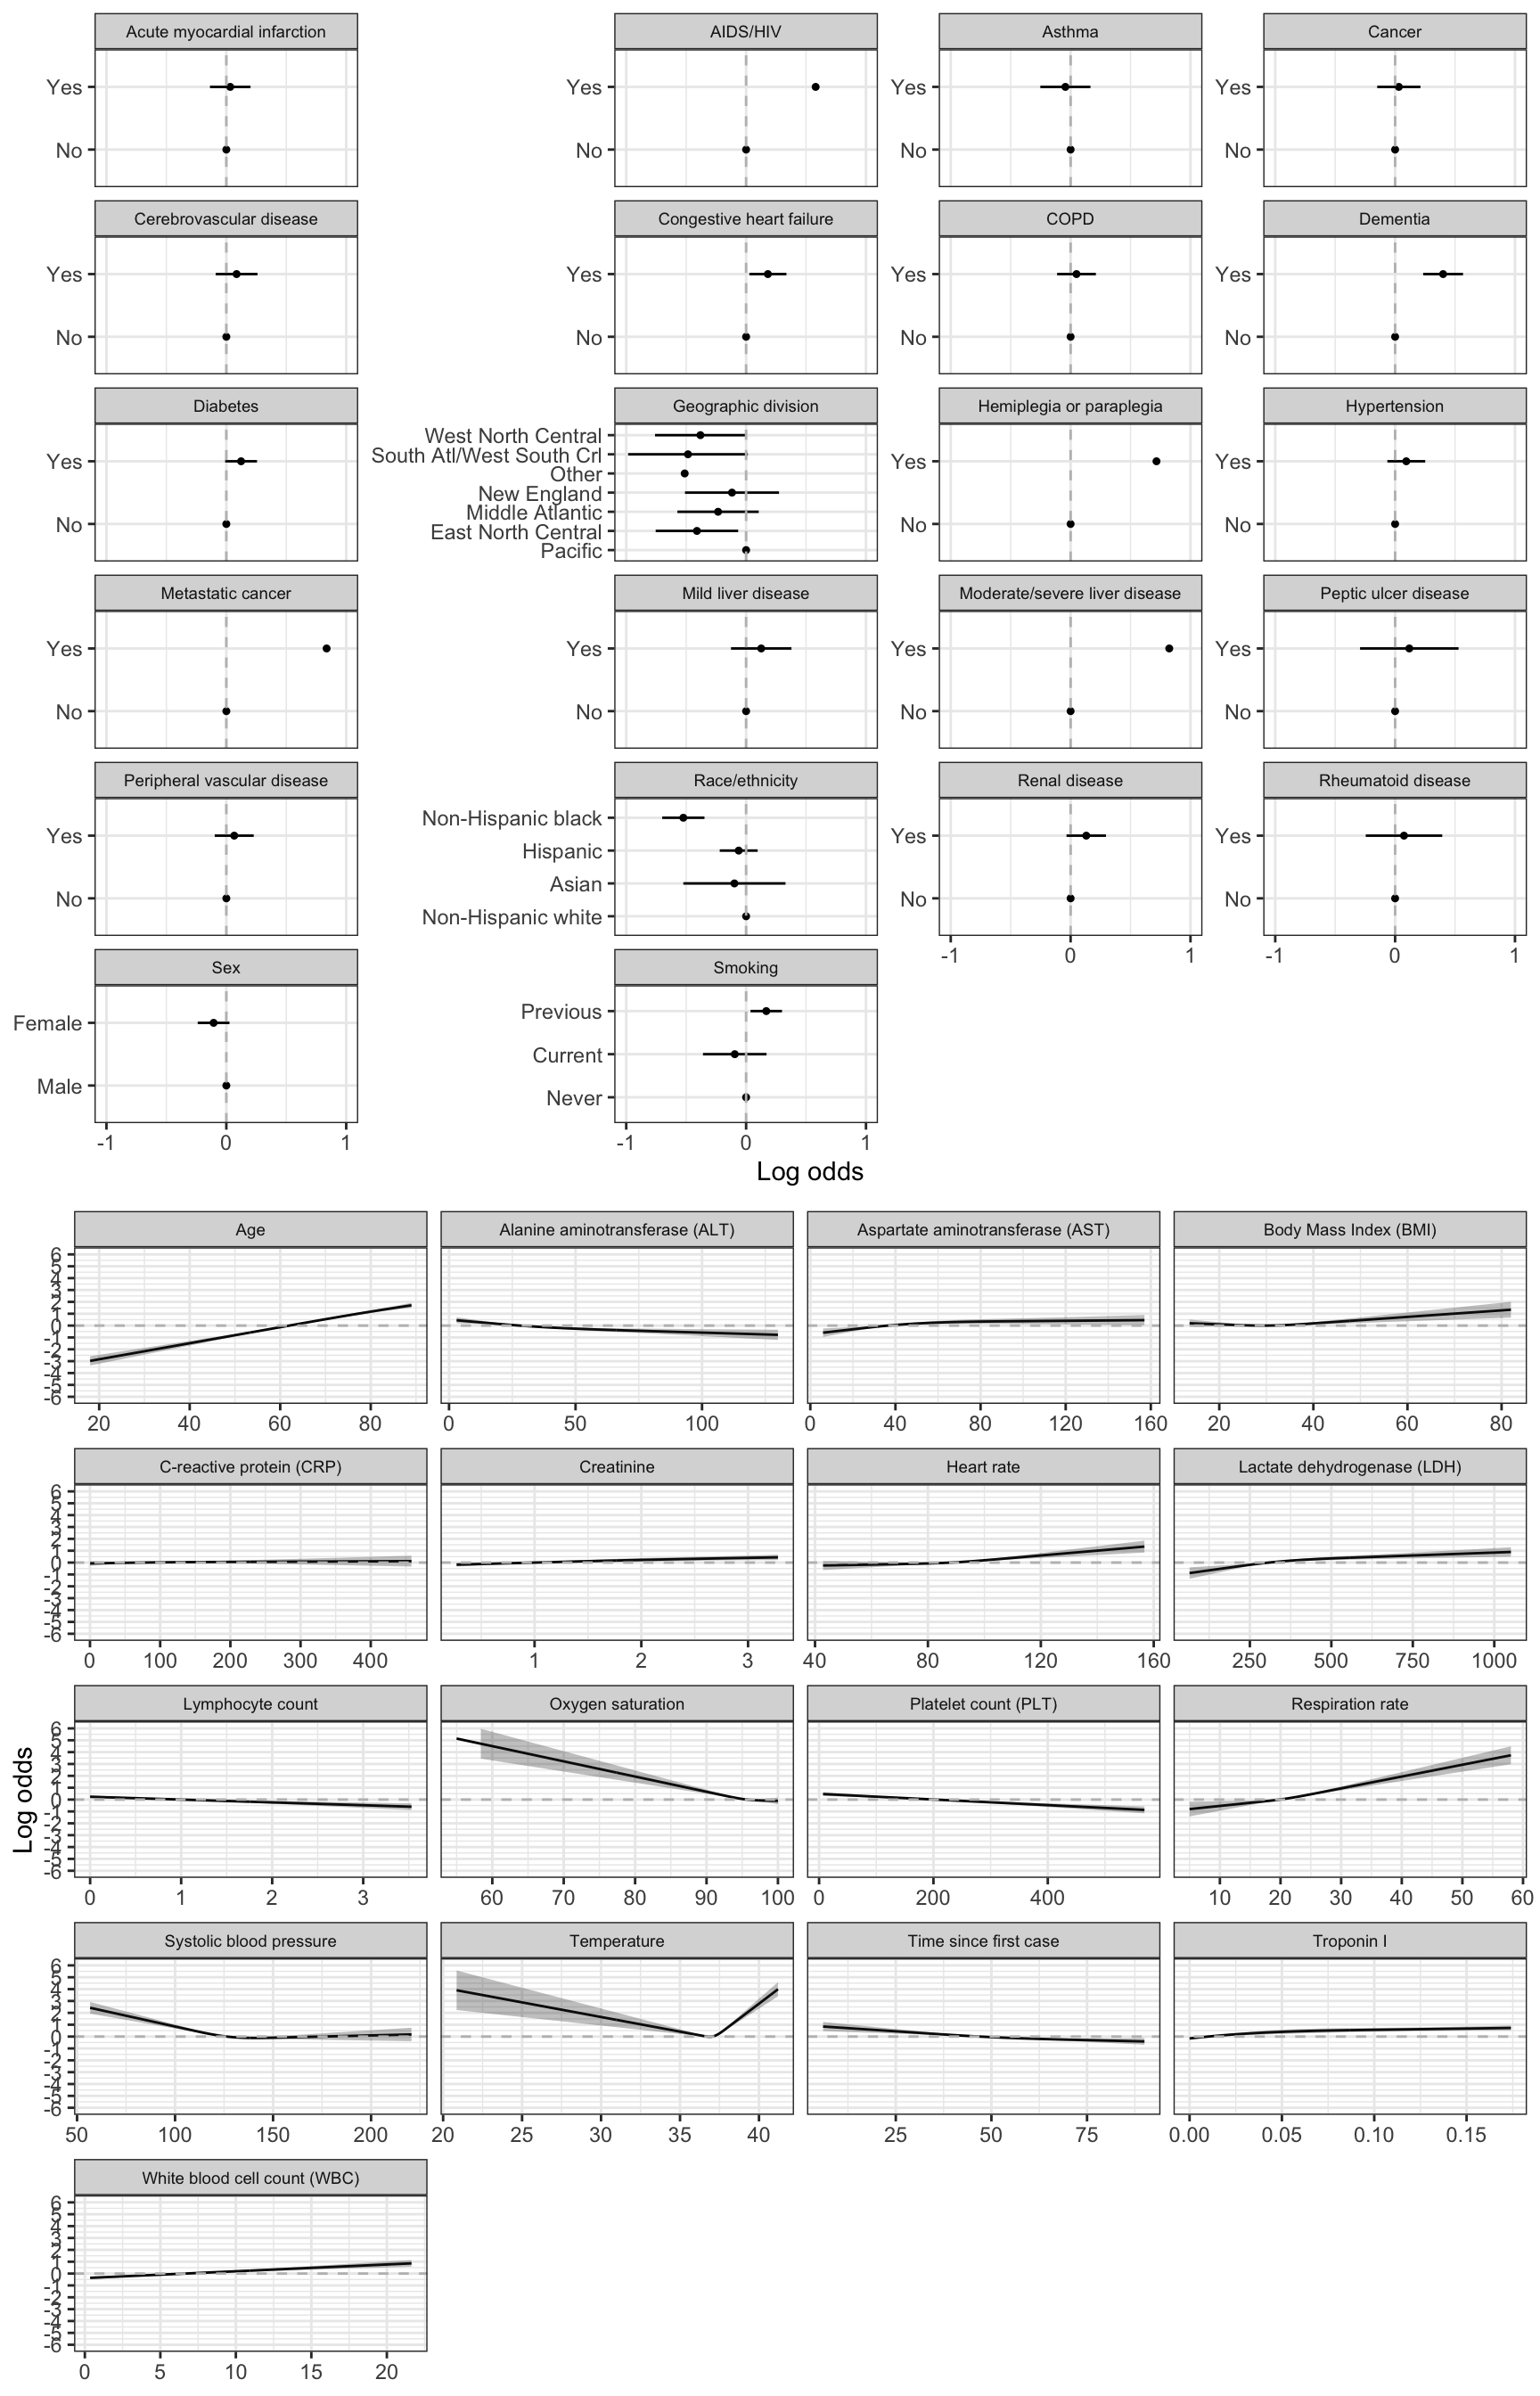 Acute myocardial infarction
AIDS/HIV
Asthma
Cancer
Yes
No
Yes
No
Yes
No
Yes
No
Cerebrovascular disease
Congestive heart failure
COPD
Dementia
Yes
No
Yes
No
Yes
No
Yes
No
Diabetes
Geographic division
Hemiplegia or paraplegia
Hypertension
Yes
No
West North Central
South Atl/West South Crl
Other
New England
Middle Atlantic
East North Central
Pacific
Yes
No
Yes
No
Metastatic cancer
Mild liver disease
Moderate/severe liver disease
Peptic ulcer disease
Yes
No
Yes
No
Yes
No
Yes
No
Peripheral vascular disease
Race/ethnicity
Renal disease
Rheumatoid disease
Yes
No
Non-Hispanic black
Hispanic
Asian
Non-Hispanic white
Yes
No
Yes
No
-1 0 1
-1 0 1
Sex
Smoking
Female
Male
Previous
Current
Never
-1 0 1
-1 0 1
Log odds
Age
Alanine aminotransferase (ALT)
Aspartate aminotransferase (AST)
Body Mass Index (BMI)
6
5
4
3
2
1
0
-1
-2
-3
-4
-5
-6
20 40 60 80
0 50 100
0 40 80 120 160
20 40 60 80
C-reactive protein (CRP)
Creatinine
Heart rate
Lactate dehydrogenase (LDH)
6
5
4
3
2
1
0
-1
-2
-3
-4
-5
-6
0 100 200 300 400
1 2 3
40 80 120 160
250 500 750 1000
Lymphocyte count
Oxygen saturation
Platelet count (PLT)
Respiration rate
6
5
4
3
2
1
0
-1
-2
-3
-4
-5
-6
Log odds
0 1 2 3
60 70 80 90 100
0 200 400
10 20 30 40 50 60
Systolic blood pressure
Temperature
Time since first case
Troponin I
6
5
4
3
2
1
0
-1
-2
-3
-4
-5
-6
50 100 150 200
20 25 30 35 40
25 50 75
0.00 0.05 0.10 0.15
White blood cell count (WBC)
6
5
4
3
2
1
0
-1
-2
-3
-4
-5
-6
0 5 10 15 20